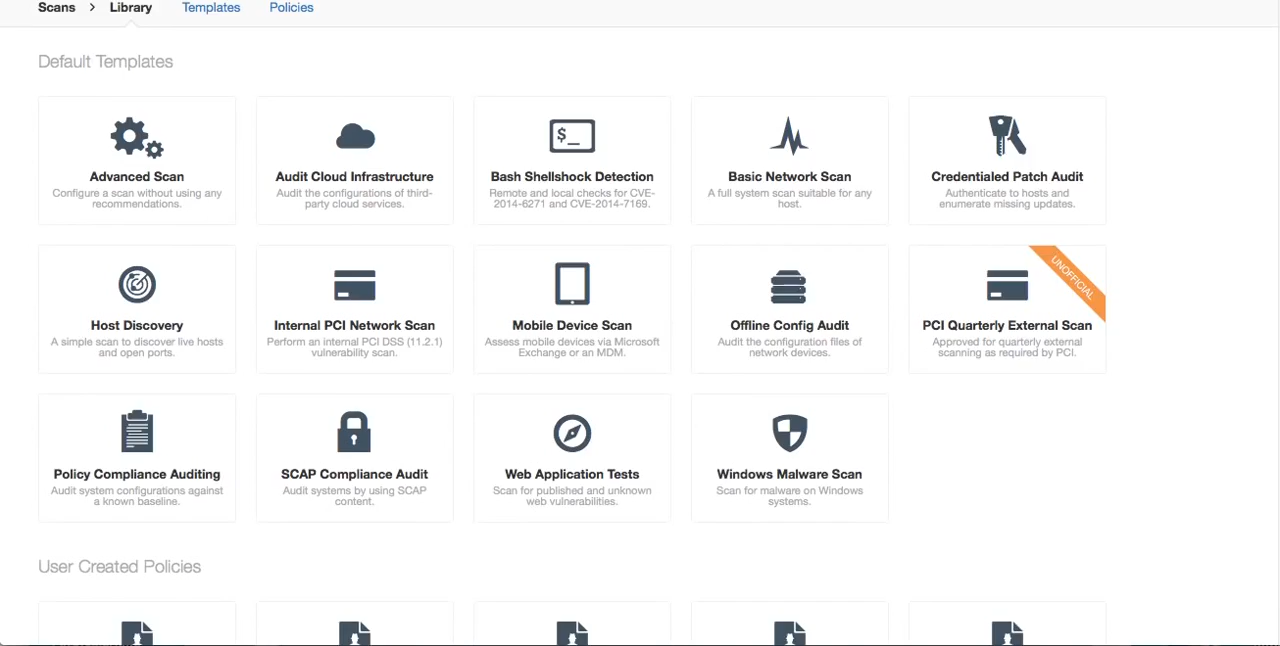 Scans > Library Templates Policies
Default Templates
Advanced Scan
Configure a scan without using any
recommendations.
Audit Cloud Infrastructure
Audit the configurations of third-
party cloud services.
$_
Bash Shellshock Detection
Remote and local checks for CVE-
2014-6271 and CVE-2014-7169.
Basic Network Scan
A full system scan suitable for any
host.
Credentialed Patch Audit
Authenticate to hosts and
enumerate missing updates.
Host Discovery
A simple scan to discover live hosts
and open ports.
Internal PCI Network Scan
Perform an internal PCI DSS (11.2.1)
vulnerability scan.
Mobile Device Scan
Assess mobile devices via Microsoft
Exchange or an MDM.
Offline Config Audit
Audit the configuration files of
network devices.
UNOFFICIAL
PCI Quarterly External Scan
Approved for quarterly external
scanning as required by PCI.
Policy Compliance Auditing
Audit system configurations against
a known baseline.
SCAP Compliance Audit
Audit systems by using SCAP
content.
Web Application Tests
Scan for published and unknown
web vulnerabilities.
Windows Malware Scan
Scan for malware on Windows
systems.
User Created Policies